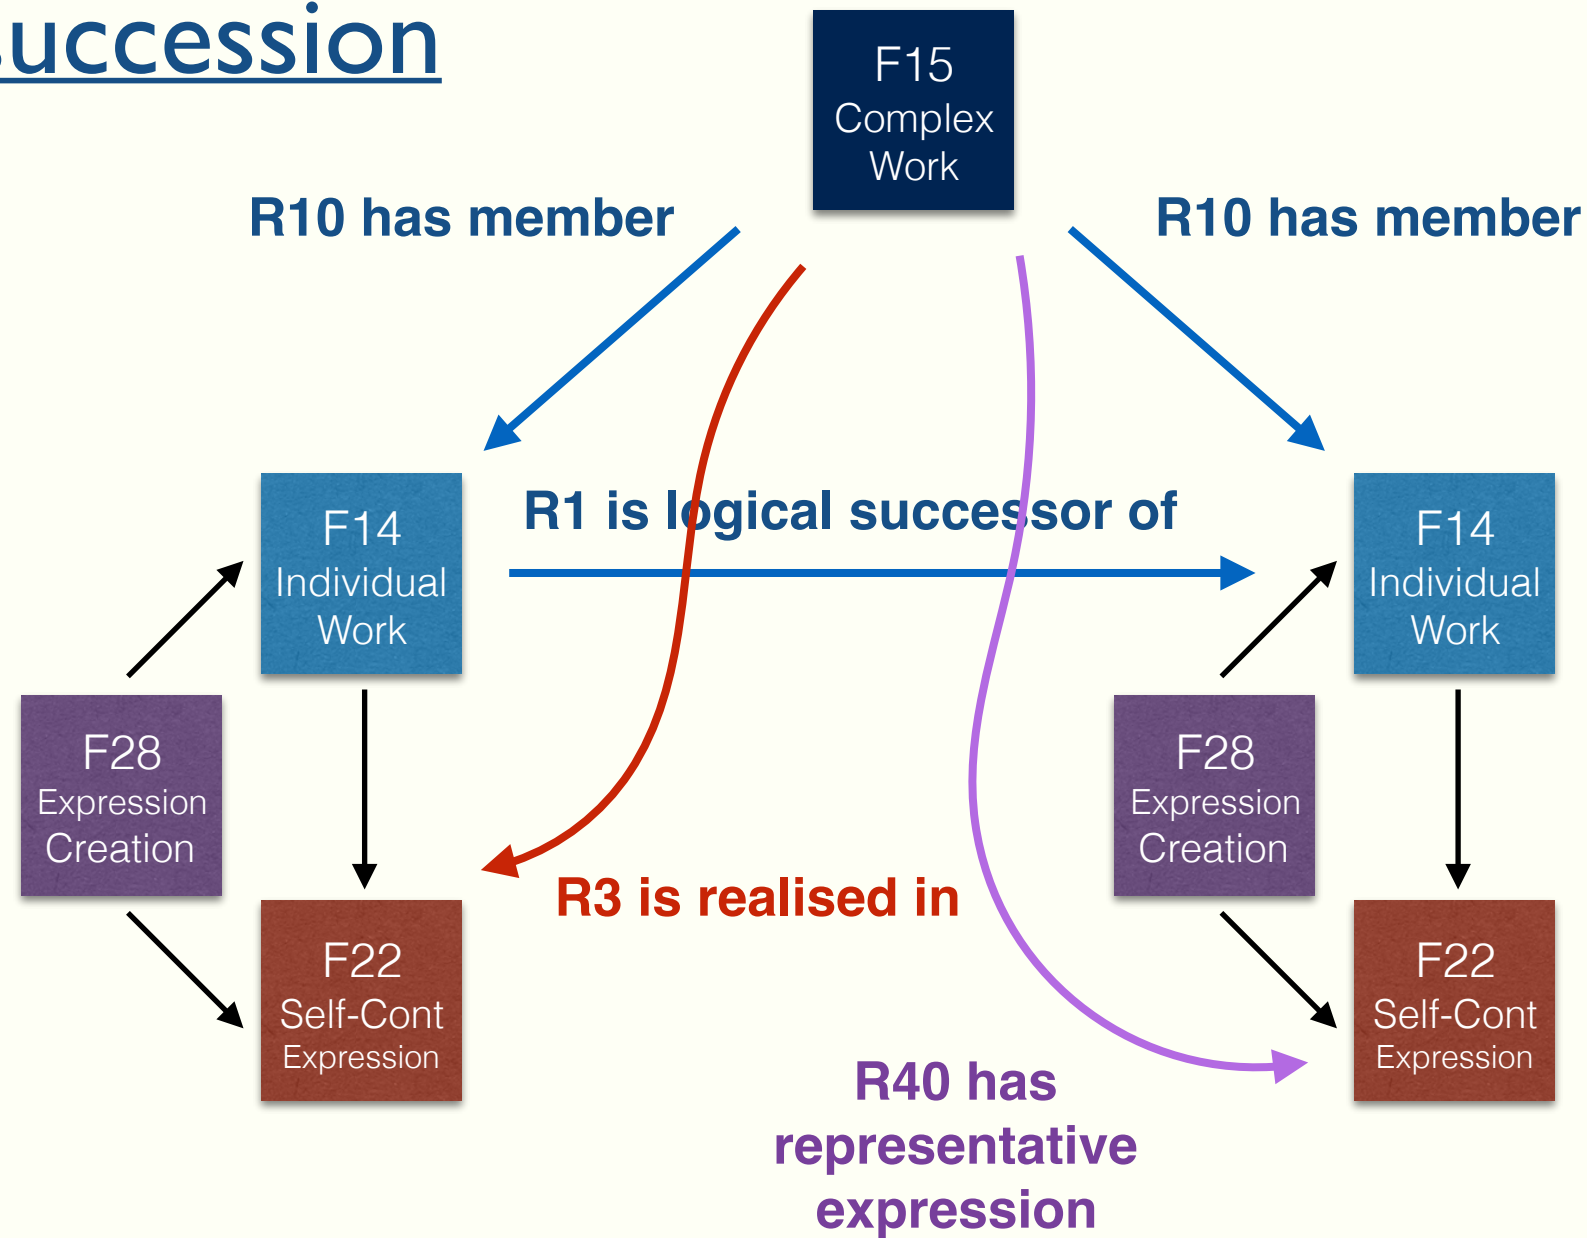 uccession
F15
Complex
Work
R10 has member
R10 has member
R1 is logical successor of
F14
Individual
Work
F14
Individual
Work
F28
Expression
Creation
F28
Expression
Creation
R3 is realised in
F22
Self-Cont
Expression
F22
Self-Cont
Expression
R40 has
representative
expression